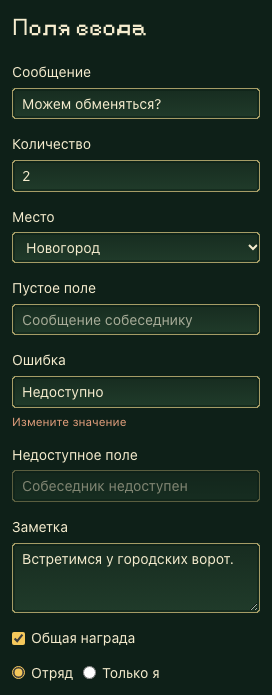 Поля ввода
Сообщение
Можем обменяться?
Количество
2
Место
Новогород
Пустое поле
Сообщение собеседнику
Ошибка
Недоступно
Измените значение
Недоступное поле
Собеседник недоступен
Заметка
Встретимся у городских ворот.
Общая награда
Отряд Только я